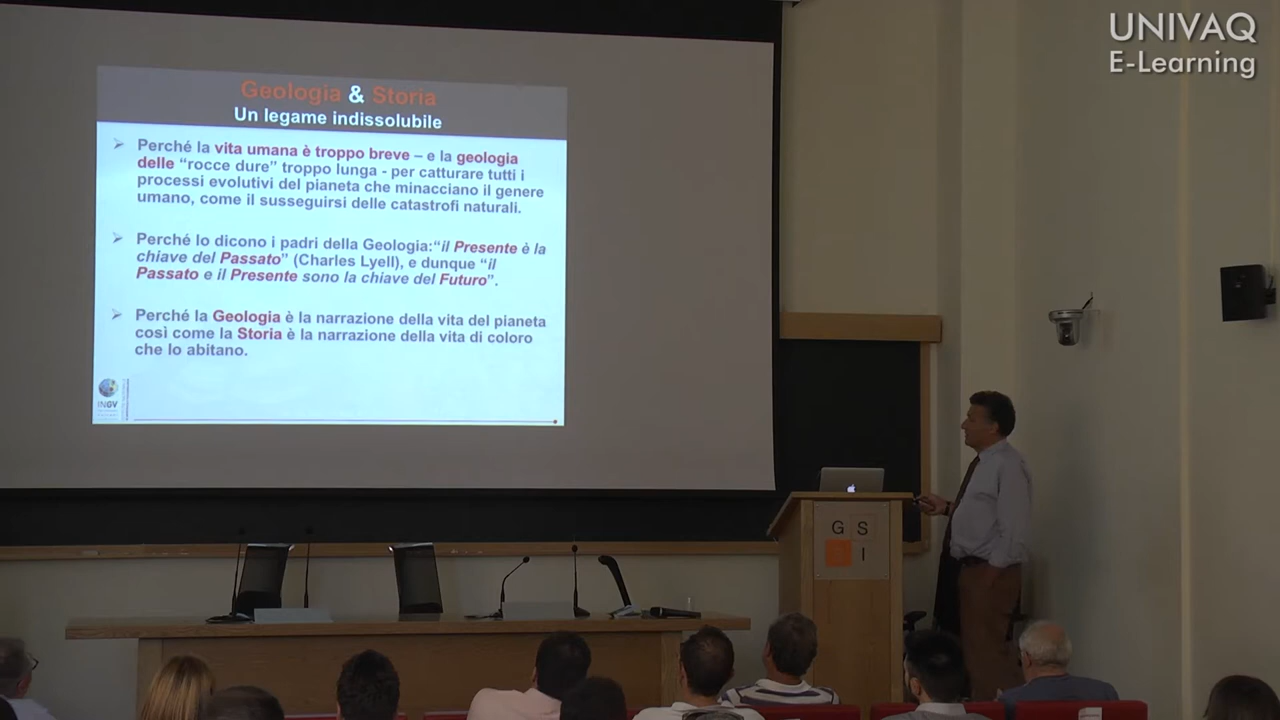 UNIVAQ
E-Learning
Geologia & Storia
Un legame indissolubile
Perché la vita umana è troppo breve – e la geologia
delle “rocce dure” troppo lunga - per catturare tutti i
processi evolutivi del pianeta che minacciano il genere
umano, come il susseguirsi delle catastrofi naturali.
Perché lo dicono i padri della Geologia:“il Presente è la
chiave del Passato” (Charles Lyell), e dunque “il
Passato e il Presente sono la chiave del Futuro”.
Perché la Geologia è la narrazione della vita del pianeta
così come la Storia è la narrazione della vita di coloro
che lo abitano.
INGV
G S
I